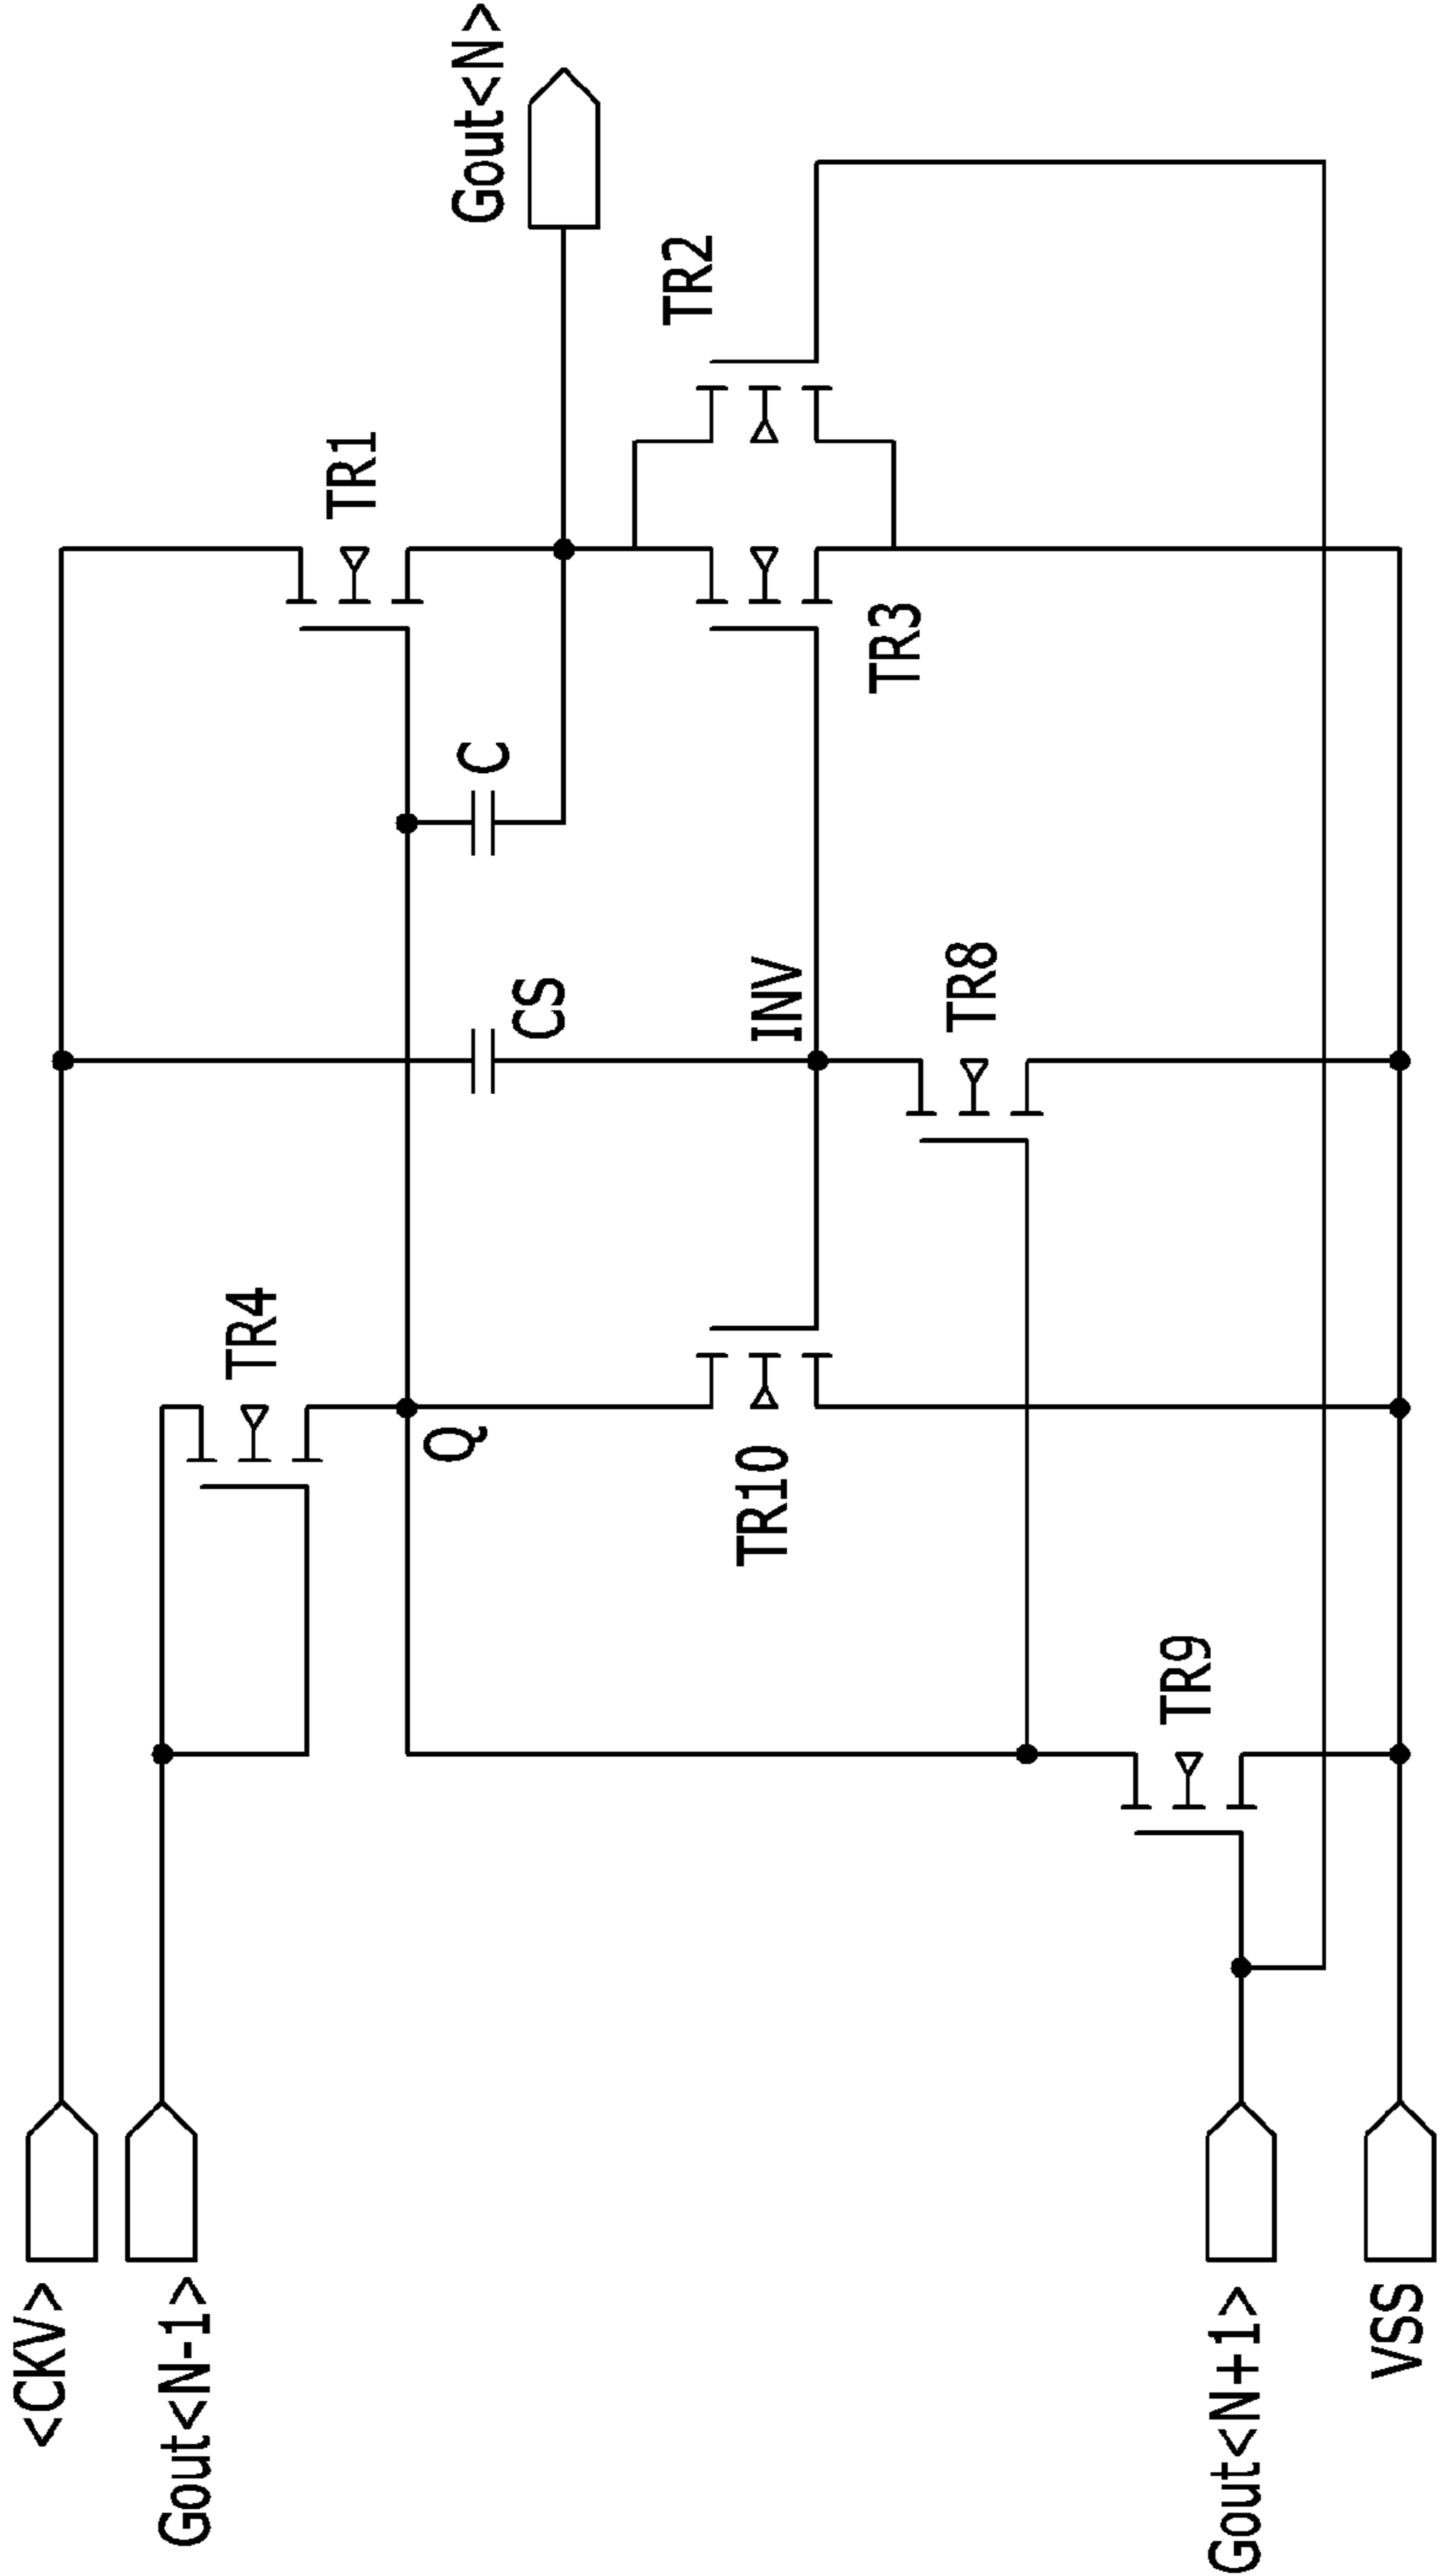 <CKV>
Gout<N-1>
Gout<N+1>
VSS
TR4
Q
TR10
TR9
CS
INV
TR8
C
TR1
TR3
TR2
Gout<N>